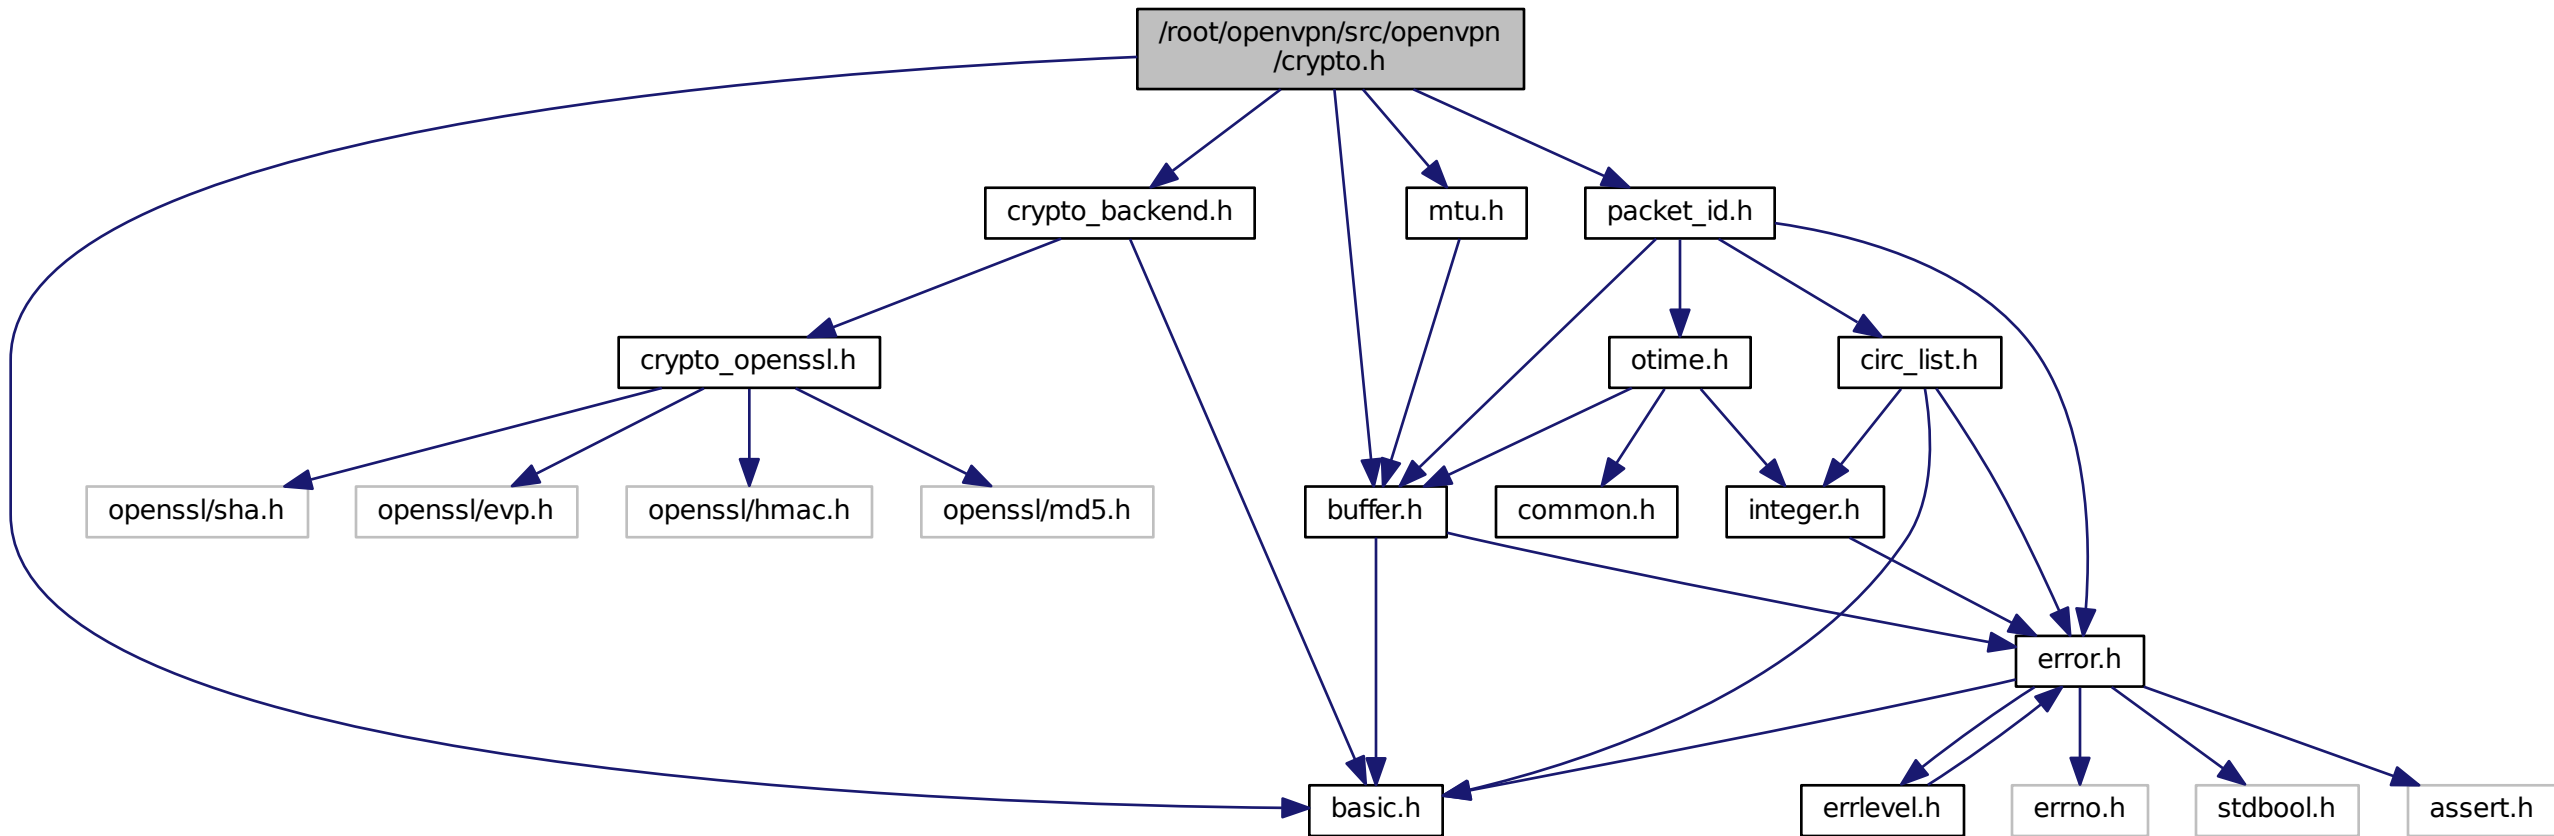 /root/openvpn/src/openvpn
/crypto.h
crypto_backend.h
mtu.h
packet_id.h
crypto_openssl.h
otime.h
circ_list.h
openssl/sha.h
openssl/evp.h
openssl/hmac.h
openssl/md5.h
buffer.h
common.h
integer.h
error.h
basic.h
errlevel.h
errno.h
stdbool.h
assert.h